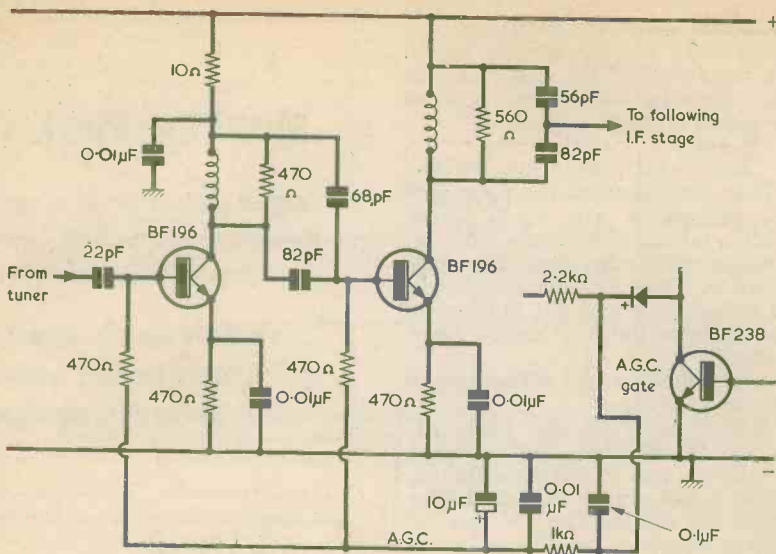 +
10Ω
0·01µF
470
Ω
68pF
56pF
560
Ω
82pF
To following
I.F. stage
22pF
BF196
82pF
BF196
From
tuner
2·2kΩ
+
BF238
A.G.C.
gate
470Ω
470Ω
0·01µF
470Ω
470Ω
0·01µF
−
10µF
+
0·01
µF
1kΩ
0·1µF
A.G.C.